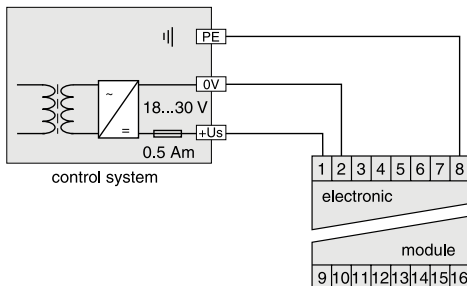 PE
0V
~
18...30 V
=
+Us
0.5 Am
control system
1 2 3 4 5 6 7 8
electronic
module
9 10 11 12 13 14 15 16